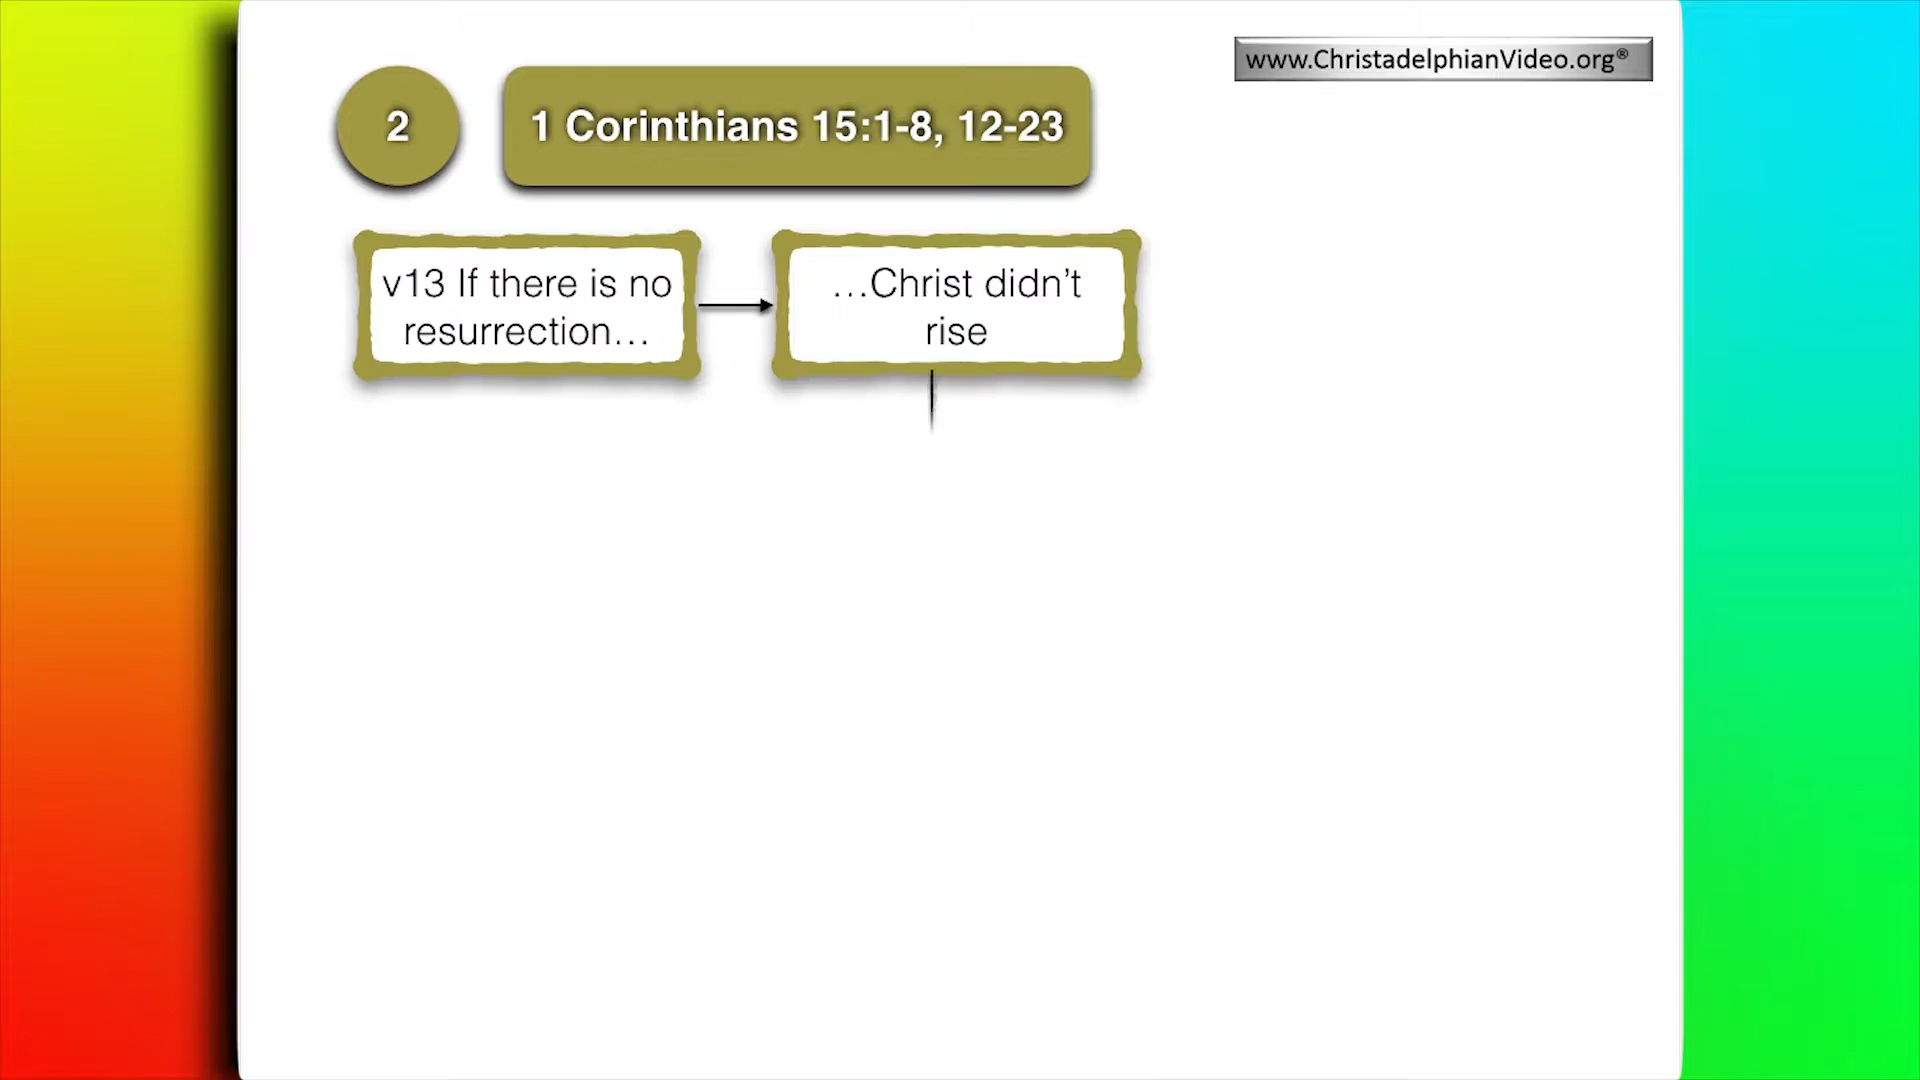 www.ChristadelphianVideo.org®
2
1 Corinthians 15:1-8, 12-23
v13 If there is no
resurrection…
…Christ didn’t
rise